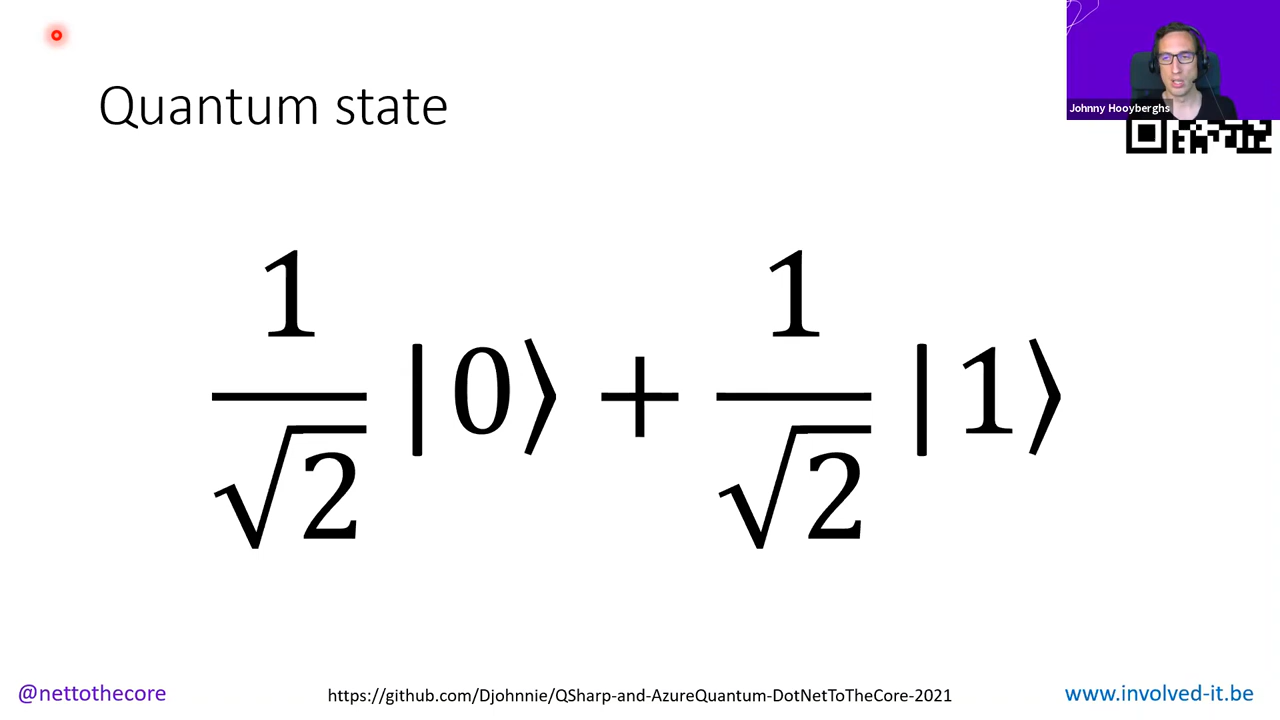 Johnny Hooyberghs
Quantum state
1/√2 |0⟩ + 1/√2 |1⟩
@nettothecore
https://github.com/Djohnnie/QSharp-and-AzureQuantum-DotNetToTheCore-2021
www.involved-it.be